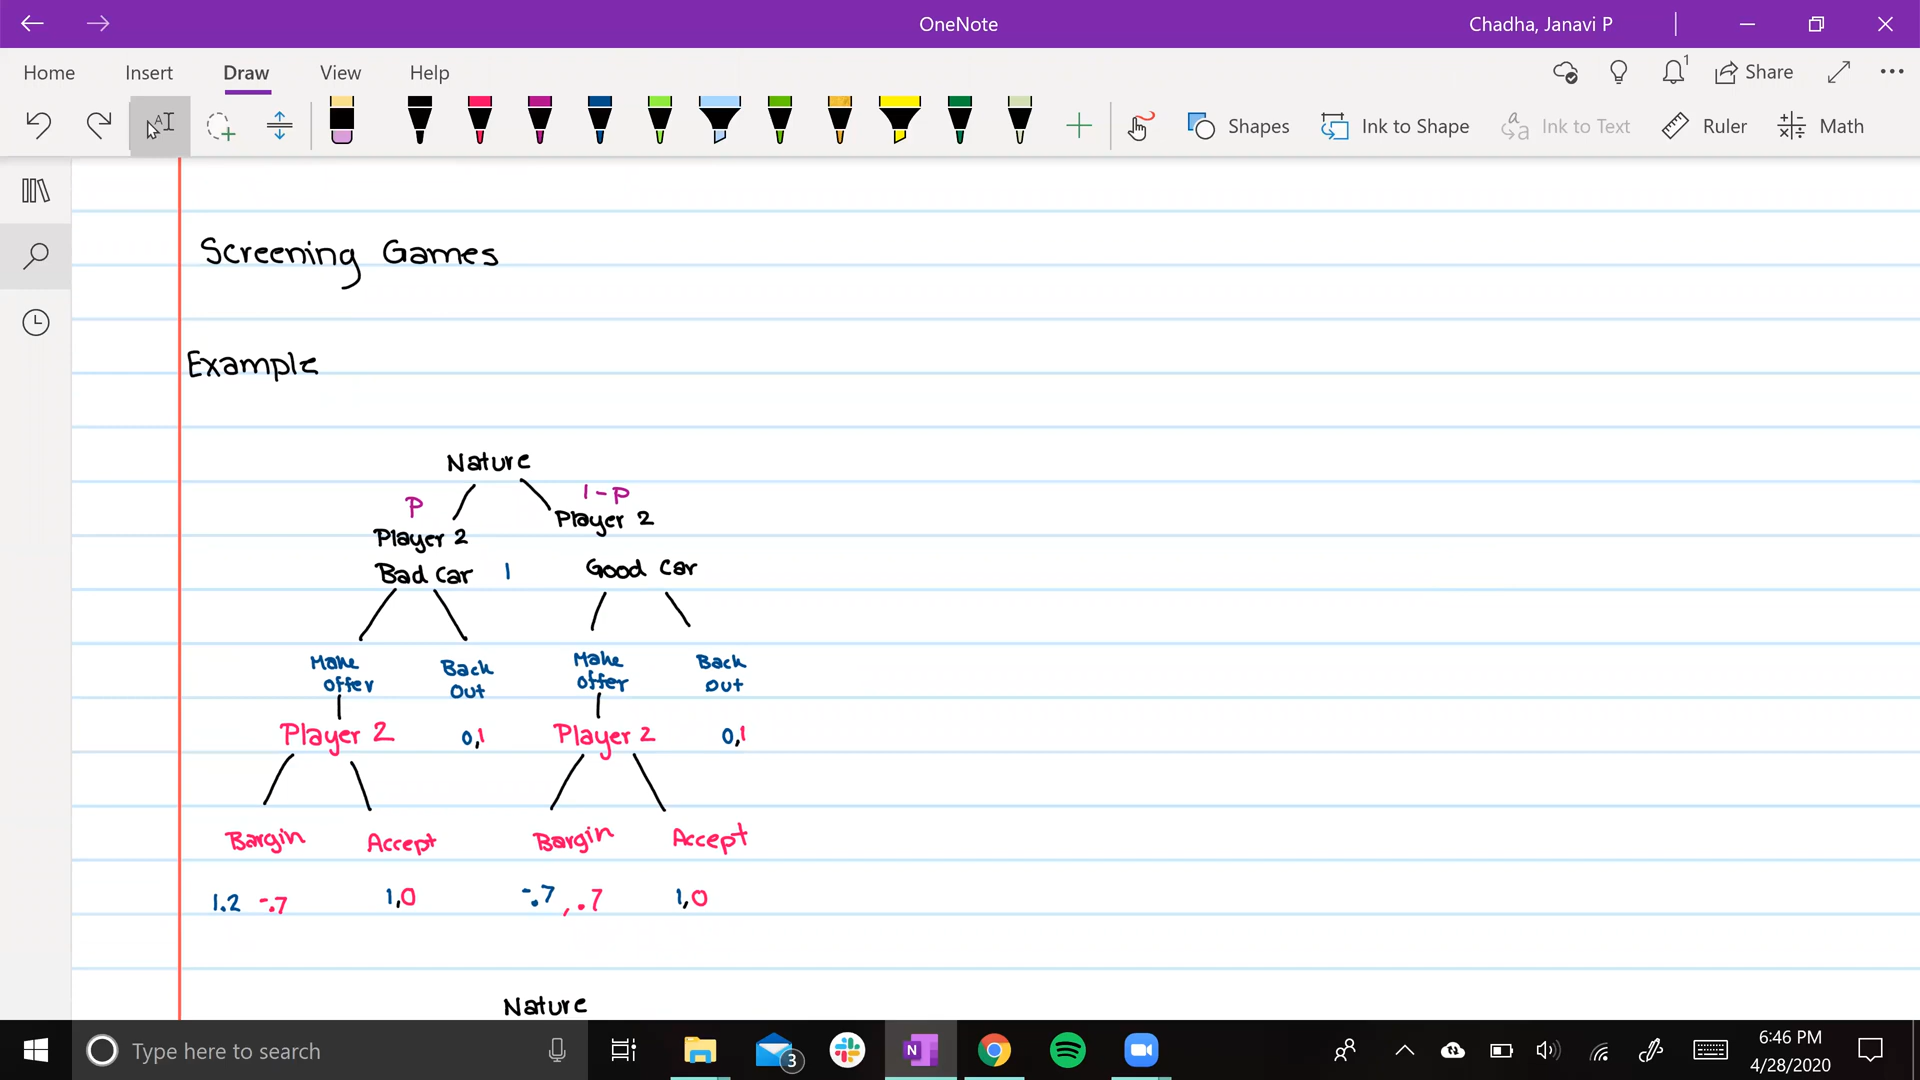 OneNote
Chadha, Janavi P
Home Insert Draw View Help
1 Share
Shapes Ink to Shape Ink to Text Ruler Math
Screening Games
Example
Nature
P 1-P
Player 2 Player 2
Bad Car 1 Good Car
Make offer Back Out Make offer Back Out
Player 2 0,1 Player 2 0,1
Bargin Accept Bargin Accept
1.2 -.7 1,0 -.7, .7 1,0
Nature
Type here to search
3
N
6:46 PM
4/28/2020